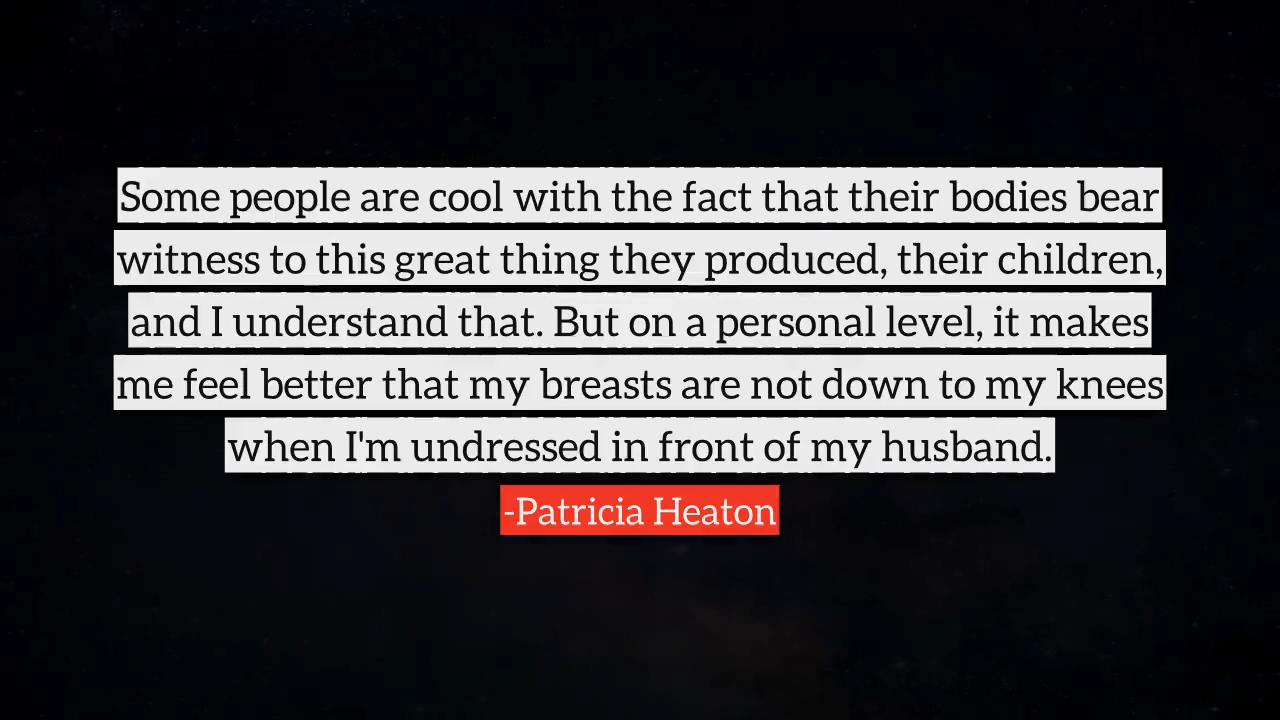 Some people are cool with the fact that their bodies bear
witness to this great thing they produced, their children,
and I understand that. But on a personal level, it makes
me feel better that my breasts are not down to my knees
when I'm undressed in front of my husband.
-Patricia Heaton